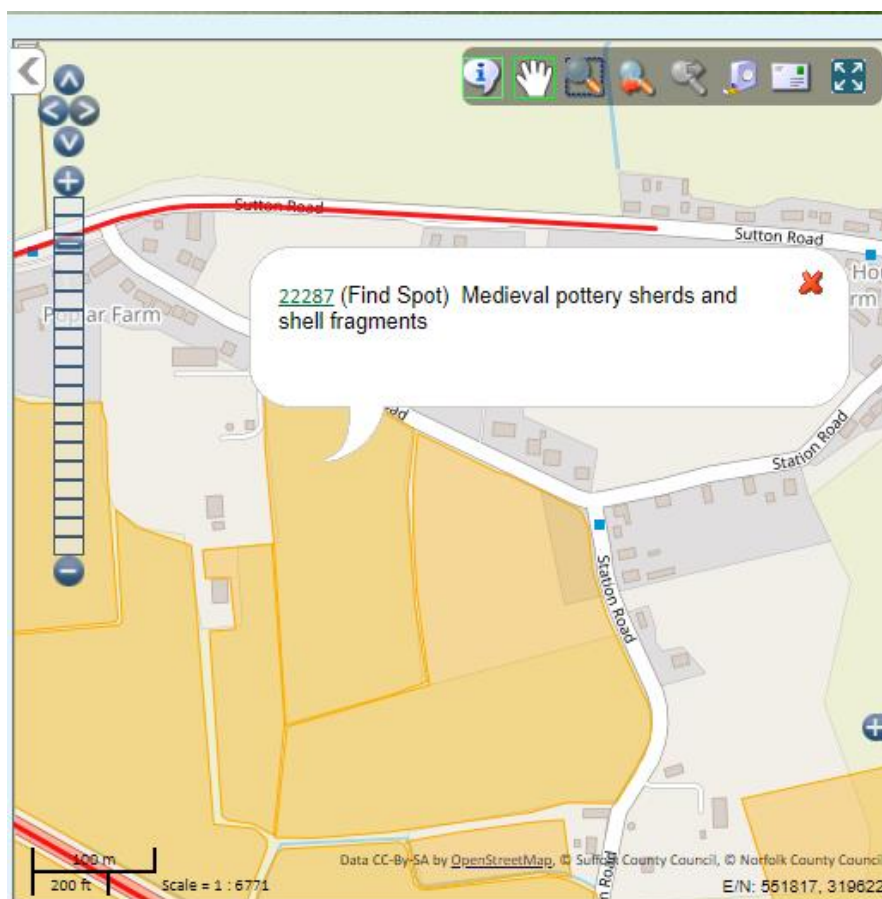 Sutton Road
Sutton Road
22287 (Find Spot) Medieval pottery sherds and
shell fragments
Poplar Farm
Station Road
Station Road
100 m
200 ft
Scale = 1 : 6771
Data CC-By-SA by OpenStreetMap, © Suffolk County Council, © Norfolk County Council
E/N: 551817, 319622